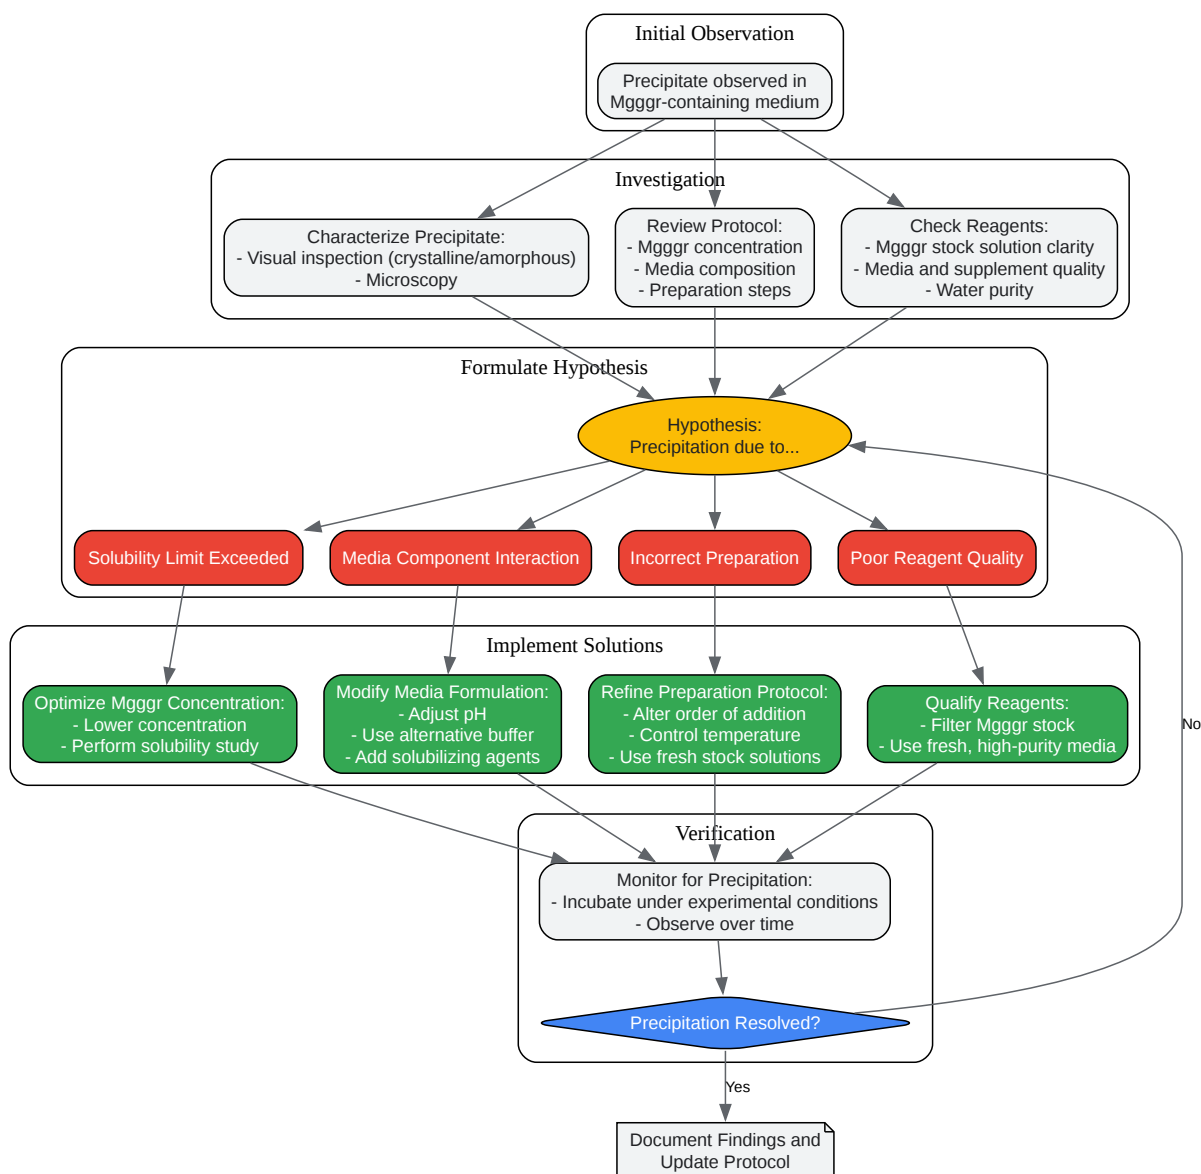 Initial Observation
Precipitate observed in
Mgggr-containing medium
Investigation
Characterize Precipitate:
- Visual inspection (crystalline/amorphous)
- Microscopy
Review Protocol:
- Mgggr concentration
- Media composition
- Preparation steps
Check Reagents:
- Mgggr stock solution clarity
- Media and supplement quality
- Water purity
Formulate Hypothesis
Hypothesis:
Precipitation due to...
Solubility Limit Exceeded
Media Component Interaction
Incorrect Preparation
Poor Reagent Quality
Implement Solutions
Optimize Mgggr Concentration:
- Lower concentration
- Perform solubility study
Modify Media Formulation:
- Adjust pH
- Use alternative buffer
- Add solubilizing agents
Refine Preparation Protocol:
- Alter order of addition
- Control temperature
- Use fresh stock solutions
Qualify Reagents:
- Filter Mgggr stock
- Use fresh, high-purity media
No
Verification
Monitor for Precipitation:
- Incubate under experimental conditions
- Observe over time
Precipitation Resolved?
Yes
Document Findings and
Update Protocol